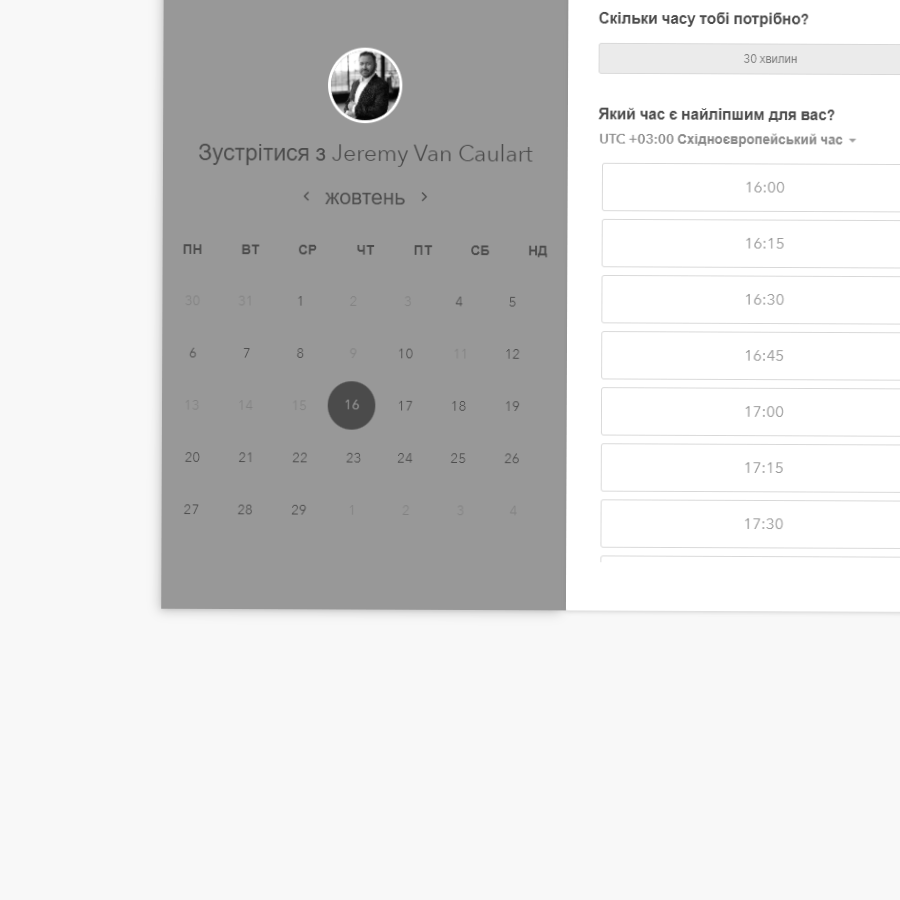 Зустрітися з Jeremy Van Caulart
жовтень
ПН ВТ СР ЧТ ПТ СБ НД
30 31 1 2 3 4 5
6 7 8 9 10 11 12
13 14 15 16 17 18 19
20 21 22 23 24 25 26
27 28 29 1 2 3 4
Скільки часу тобі потрібно?
30 хвилин
Який час є найліпшим для вас?
UTC +03:00 Східноєвропейський час
16:00
16:15
16:30
16:45
17:00
17:15
17:30